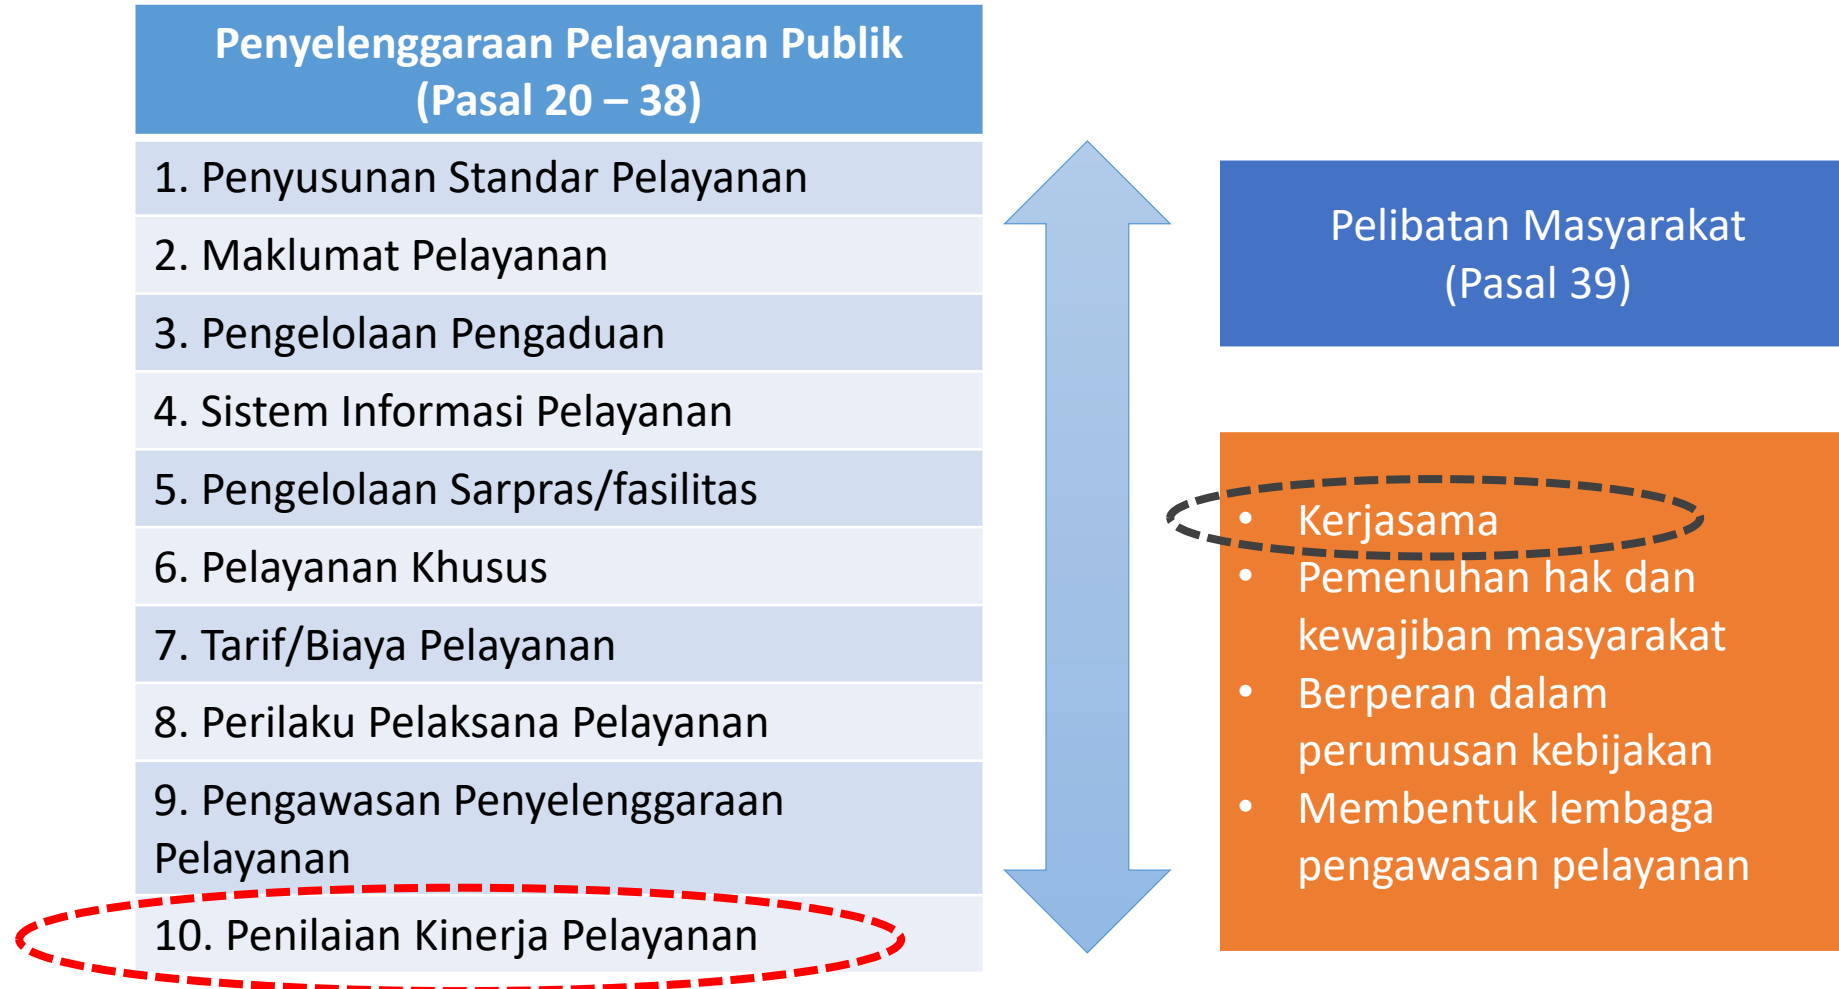 Penyelenggaraan Pelayanan Publik
(Pasal 20 – 38)
1. Penyusunan Standar Pelayanan
2. Maklumat Pelayanan
3. Pengelolaan Pengaduan
4. Sistem Informasi Pelayanan
5. Pengelolaan Sarpras/fasilitas
6. Pelayanan Khusus
7. Tarif/Biaya Pelayanan
8. Perilaku Pelaksana Pelayanan
9. Pengawasan Penyelenggaraan
Pelayanan
10. Penilaian Kinerja Pelayanan
Pelibatan Masyarakat
(Pasal 39)
• Kerjasama
• Pemenuhan hak dan
kewajiban masyarakat
• Berperan dalam
perumusan kebijakan
• Membentuk lembaga
pengawasan pelayanan